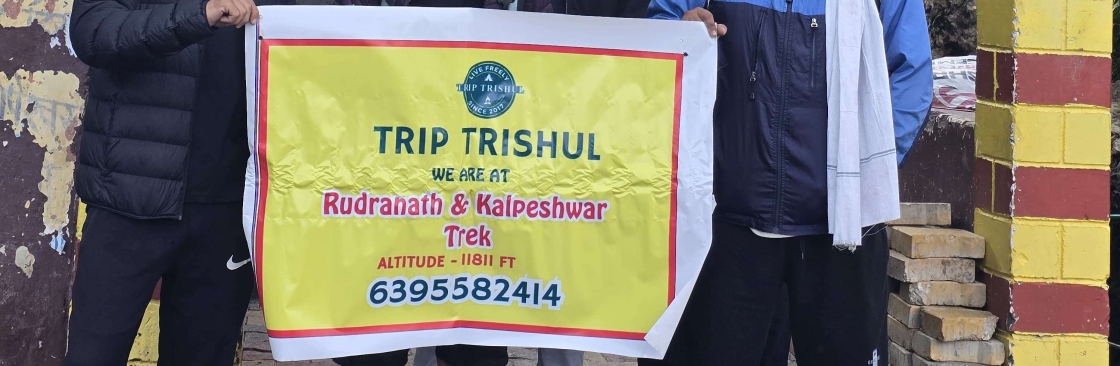 LIVE FREELY
TRIP TRISHUL
SINCE 2017
TRIP TRISHUL
WE ARE AT
Rudranath & Kalpeshwar
Trek
ALTITUDE - 11811 FT
6395582414